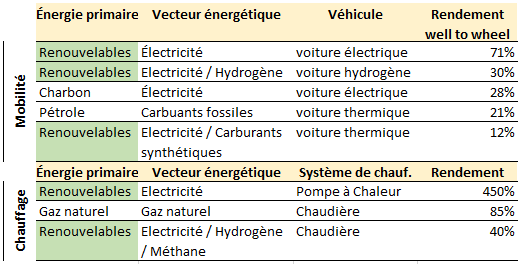 Énergie primaire Vecteur énergétique Véhicule Rendement
well to wheel
Mobilité
Renouvelables Électricité voiture électrique 71%
Renouvelables Electricité / Hydrogène voiture hydrogène 30%
Charbon Électricité voiture électrique 28%
Pétrole Carbuants fossiles voiture thermique 21%
Renouvelables Electricité / Carburants voiture thermique 12%
synthétiques
Énergie primaire Vecteur énergétique Système de chauf. Rendement
Chauffage
Renouvelables Electricité Pompe à Chaleur 450%
Gaz naturel Gaz naturel Chaudière 85%
Renouvelables Electricité / Hydrogène Chaudière 40%
/ Méthane